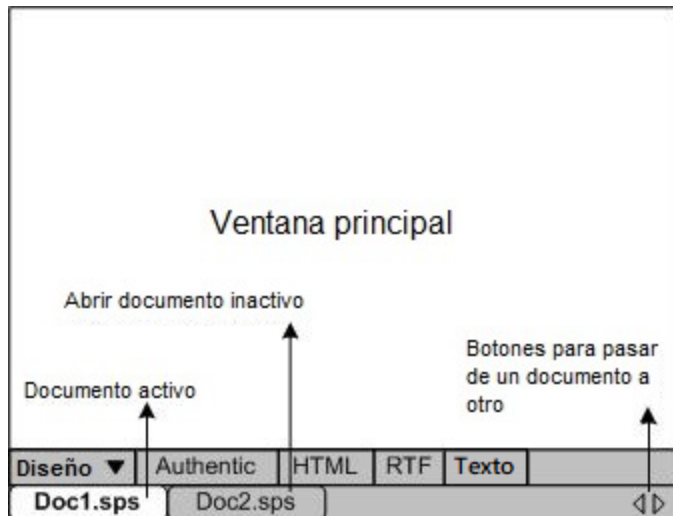 Ventana principal
Abrir documento inactivo
Documento activo
Botones para pasar
de un documento a
otro
Diseño ▼ Authentic HTML RTF Texto
Doc1.sps Doc2.sps